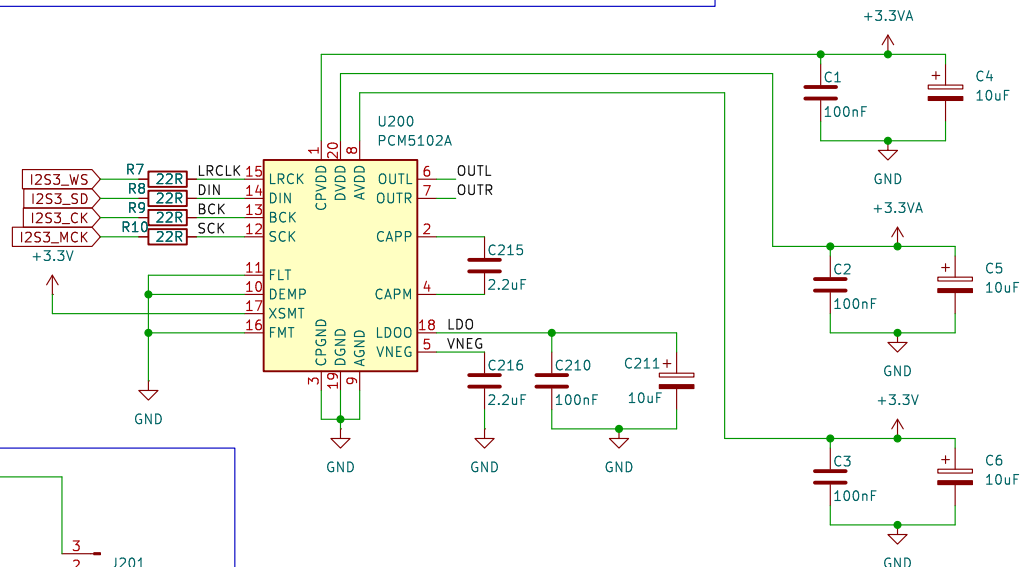 +3.3VA
C1
100nF
C4
10uF
GND
U200
PCM5102A
1
20
8
CPVDD
DVDD
AVDD
I2S3_WS
R7
22R
LRCLK
15
LRCK
OUTL
6
OUTL
I2S3_SD
R8
22R
DIN
14
DIN
OUTR
7
OUTR
I2S3_CK
R9
22R
BCK
13
BCK
I2S3_MCK
R10
22R
SCK
12
SCK
CAPP
2
C215
2.2uF
+3.3V
11
FLT
10
DEMP
CAPM
4
17
XSMT
16
FMT
LDOO
18
LDO
VNEG
5
VNEG
CPGND
DGND
AGND
3
19
9
C216
2.2uF
C210
100nF
C211
10uF
GND
GND
GND
GND
+3.3VA
C2
100nF
C5
10uF
GND
+3.3V
C3
100nF
C6
10uF
GND
3
2
J201